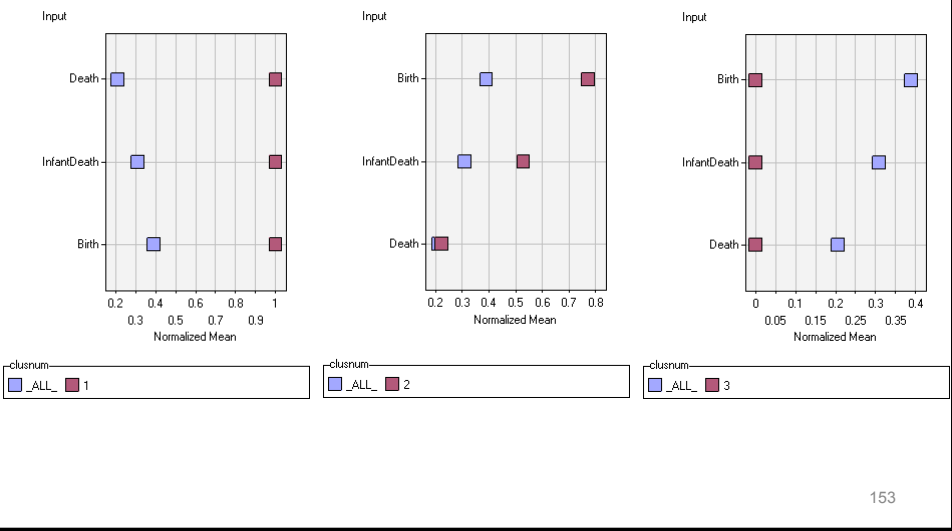 Input
Death
InfantDeath
Birth
0.2 0.4 0.6 0.8 1
0.3 0.5 0.7 0.9
Normalized Mean
clusnum
_ALL_ 1
Input
Birth
InfantDeath
Death
0.2 0.3 0.4 0.5 0.6 0.7 0.8
Normalized Mean
clusnum
_ALL_ 2
Input
Birth
InfantDeath
Death
0 0.1 0.2 0.3 0.4
0.05 0.15 0.25 0.35
Normalized Mean
clusnum
_ALL_ 3
153